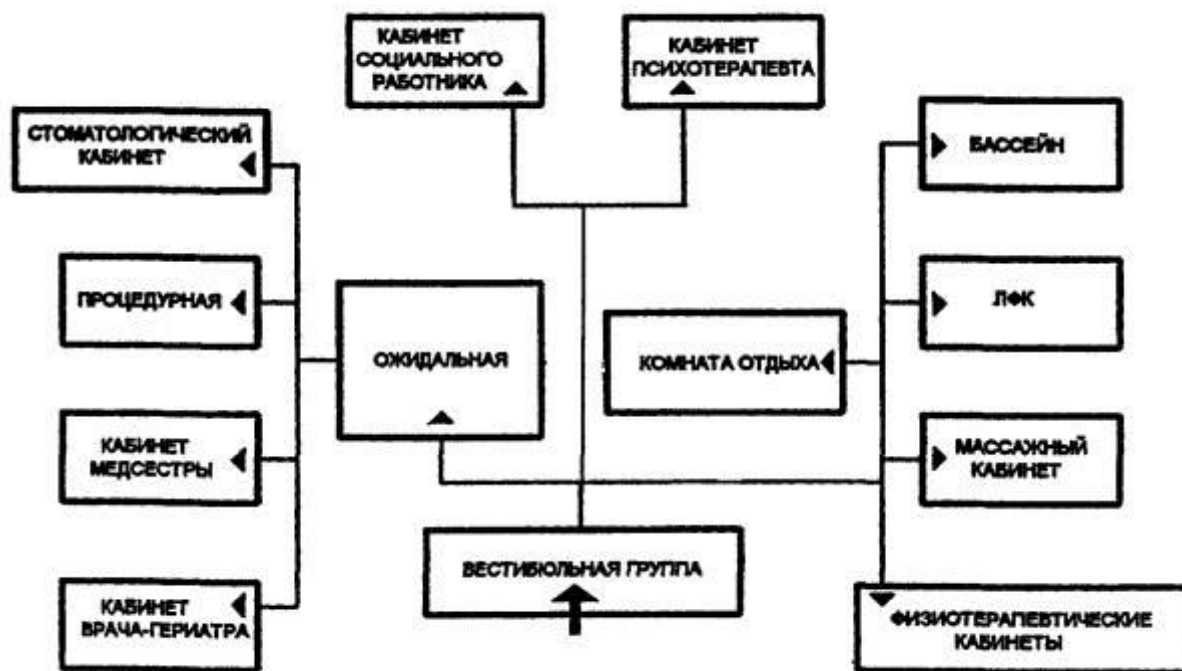 КАБИНЕТ
СОЦИАЛЬНОГО
РАБОТНИКА
КАБИНЕТ
ПСИХОТЕРАПЕВТА
СТОМАТОЛОГИЧЕСКИЙ
КАБИНЕТ
БАССЕЙН
ПРОЦЕДУРНАЯ
ЛФК
ОЖИДАЛЬНАЯ
КОМНАТА ОТДЫХА
КАБИНЕТ
МЕДСЕСТРЫ
МАССАЖНЫЙ
КАБИНЕТ
ВЕСТИБЮЛЬНАЯ ГРУППА
КАБИНЕТ
ВРАЧА-ГЕРИАТРА
ФИЗИОТЕРАПЕВТИЧЕСКИЕ
КАБИНЕТЫ